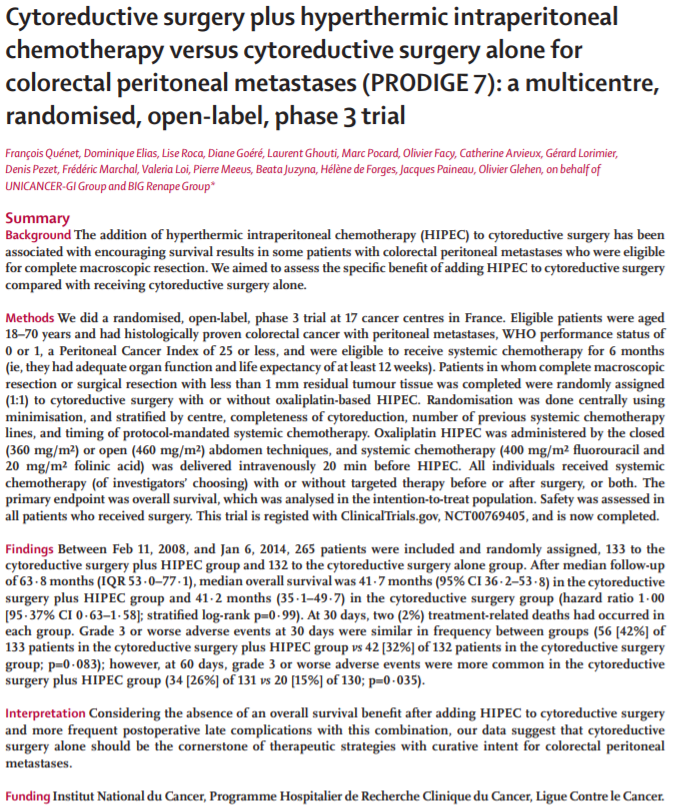 Cytoreductive surgery plus hyperthermic intraperitoneal
chemotherapy versus cytoreductive surgery alone for
colorectal peritoneal metastases (PRODIGE 7): a multicentre,
randomised, open-label, phase 3 trial
François Quénet, Dominique Elias, Lise Roca, Diane Goéré, Laurent Ghouti, Marc Pocard, Olivier Facy, Catherine Arvieux, Gérard Lorimier,
Denis Pezet, Frédéric Marchal, Valeria Loi, Pierre Meeus, Beata Juzyna, Hélène de Forges, Jacques Paineau, Olivier Glehen, on behalf of
UNICANCER-GI Group and BIG Renape Group*
Summary
Background The addition of hyperthermic intraperitoneal chemotherapy (HIPEC) to cytoreductive surgery has been
associated with encouraging survival results in some patients with colorectal peritoneal metastases who were eligible
for complete macroscopic resection. We aimed to assess the specific benefit of adding HIPEC to cytoreductive surgery
compared with receiving cytoreductive surgery alone.
Methods We did a randomised, open-label, phase 3 trial at 17 cancer centres in France. Eligible patients were aged
18–70 years and had histologically proven colorectal cancer with peritoneal metastases, WHO performance status of
0 or 1, a Peritoneal Cancer Index of 25 or less, and were eligible to receive systemic chemotherapy for 6 months
(ie, they had adequate organ function and life expectancy of at least 12 weeks). Patients in whom complete macroscopic
resection or surgical resection with less than 1 mm residual tumour tissue was completed were randomly assigned
(1:1) to cytoreductive surgery with or without oxaliplatin-based HIPEC. Randomisation was done centrally using
minimisation, and stratified by centre, completeness of cytoreduction, number of previous systemic chemotherapy
lines, and timing of protocol-mandated systemic chemotherapy. Oxaliplatin HIPEC was administered by the closed
(360 mg/m²) or open (460 mg/m²) abdomen techniques, and systemic chemotherapy (400 mg/m² fluorouracil and
20 mg/m² folinic acid) was delivered intravenously 20 min before HIPEC. All individuals received systemic
chemotherapy (of investigators' choosing) with or without targeted therapy before or after surgery, or both. The
primary endpoint was overall survival, which was analysed in the intention-to-treat population. Safety was assessed in
all patients who received surgery. This trial is registed with ClinicalTrials.gov, NCT00769405, and is now completed.
Findings Between Feb 11, 2008, and Jan 6, 2014, 265 patients were included and randomly assigned, 133 to the
cytoreductive surgery plus HIPEC group and 132 to the cytoreductive surgery alone group. After median follow-up
of 63·8 months (IQR 53·0–77·1), median overall survival was 41·7 months (95% CI 36·2–53·8) in the cytoreductive
surgery plus HIPEC group and 41·2 months (35·1–49·7) in the cytoreductive surgery group (hazard ratio 1·00
[95·37% CI 0·63–1·58]; stratified log-rank p=0·99). At 30 days, two (2%) treatment-related deaths had occurred in
each group. Grade 3 or worse adverse events at 30 days were similar in frequency between groups (56 [42%] of
133 patients in the cytoreductive surgery plus HIPEC group vs 42 [32%] of 132 patients in the cytoreductive surgery
group; p=0·083); however, at 60 days, grade 3 or worse adverse events were more common in the cytoreductive
surgery plus HIPEC group (34 [26%] of 131 vs 20 [15%] of 130; p=0·035).
Interpretation Considering the absence of an overall survival benefit after adding HIPEC to cytoreductive surgery
and more frequent postoperative late complications with this combination, our data suggest that cytoreductive
surgery alone should be the cornerstone of therapeutic strategies with curative intent for colorectal peritoneal
metastases.
Funding Institut National du Cancer, Programme Hospitalier de Recherche Clinique du Cancer, Ligue Contre le Cancer.